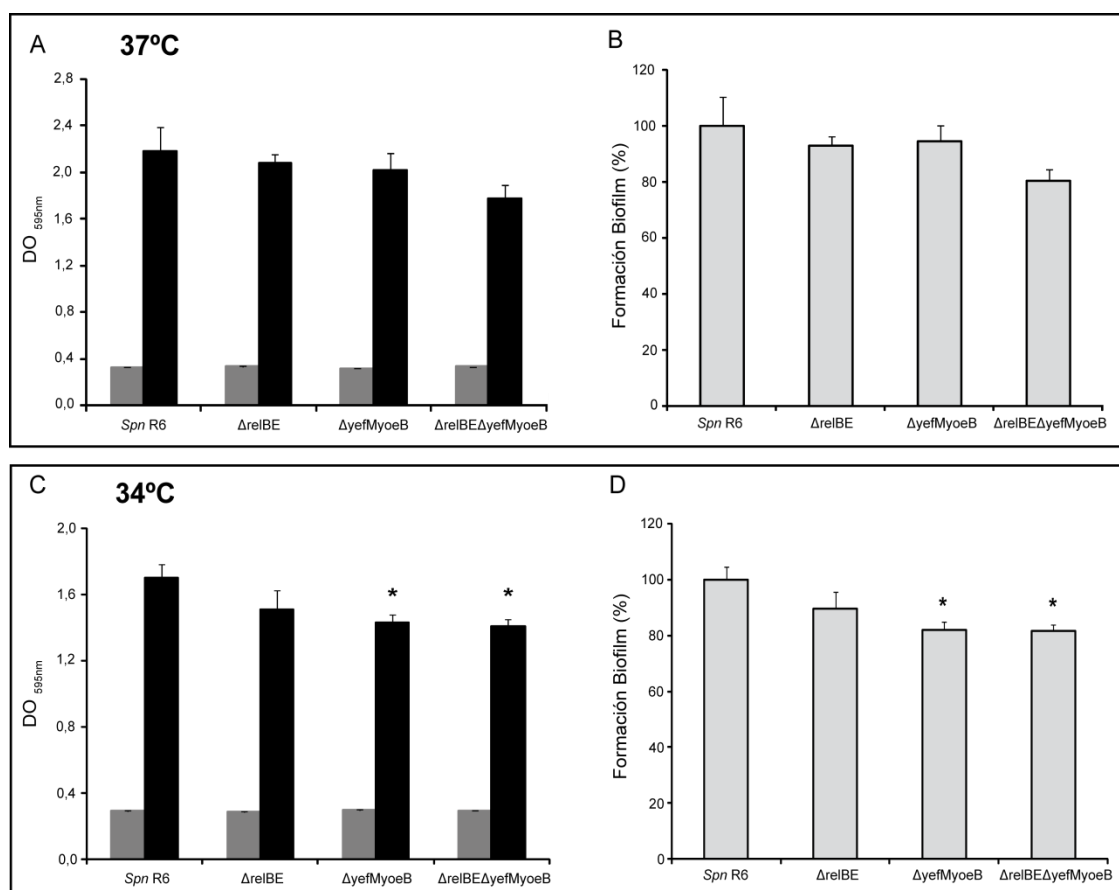 A
37ºC
2,8
2,4
2,0
1,6
1,2
0,8
0,4
0,0
DO 595nm
Spn R6 ΔrelBE ΔyefMyoeB ΔrelBEΔyefMyoeB
B
120
100
80
60
40
20
0
Formación Biofilm (%)
Spn R6 ΔrelBE ΔyefMyoeB ΔrelBEΔyefMyoeB
C
34ºC
2,0
1,6
1,2
0,8
0,4
0,0
DO 595nm
* *
Spn R6 ΔrelBE ΔyefMyoeB ΔrelBEΔyefMyoeB
D
120
100
80
60
40
20
0
Formación Biofilm (%)
* *
Spn R6 ΔrelBE ΔyefMyoeB ΔrelBEΔyefMyoeB